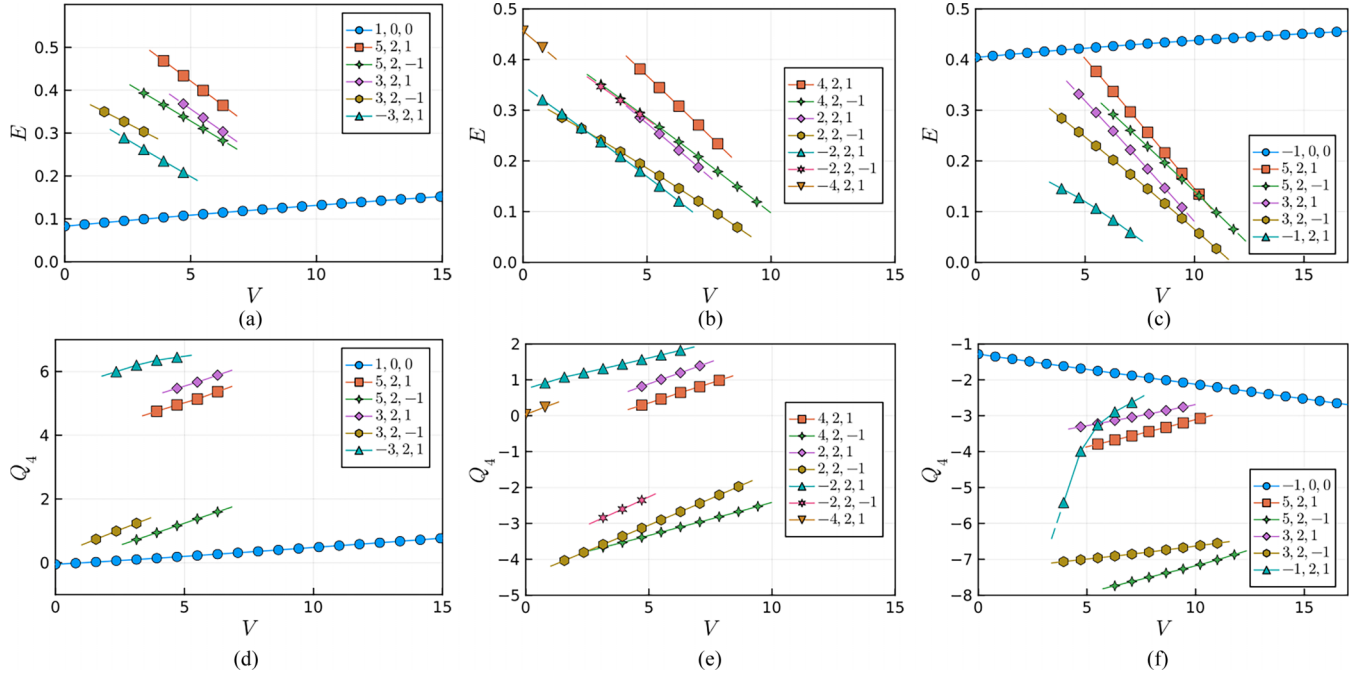 0.5
0.4
0.3
0.2
0.1
0.0
E
0 5 10 15
V
1, 0, 0
5, 2, 1
5, 2, −1
3, 2, 1
3, 2, −1
−3, 2, 1
(a)
0.5
0.4
0.3
0.2
0.1
0.0
E
0 5 10 15
V
4, 2, 1
4, 2, −1
2, 2, 1
2, 2, −1
−2, 2, 1
−2, 2, −1
−4, 2, 1
(b)
0.5
0.4
0.3
0.2
0.1
0.0
E
0 5 10 15
V
−1, 0, 0
5, 2, 1
5, 2, −1
3, 2, 1
3, 2, −1
−1, 2, 1
(c)
6
4
2
0
Q4
0 5 10 15
V
1, 0, 0
5, 2, 1
5, 2, −1
3, 2, 1
3, 2, −1
−3, 2, 1
(d)
2
1
0
−1
−2
−3
−4
−5
Q4
0 5 10 15
V
4, 2, 1
4, 2, −1
2, 2, 1
2, 2, −1
−2, 2, 1
−2, 2, −1
−4, 2, 1
(e)
−1
−2
−3
−4
−5
−6
−7
−8
Q4
0 5 10 15
V
−1, 0, 0
5, 2, 1
5, 2, −1
3, 2, 1
3, 2, −1
−1, 2, 1
(f)